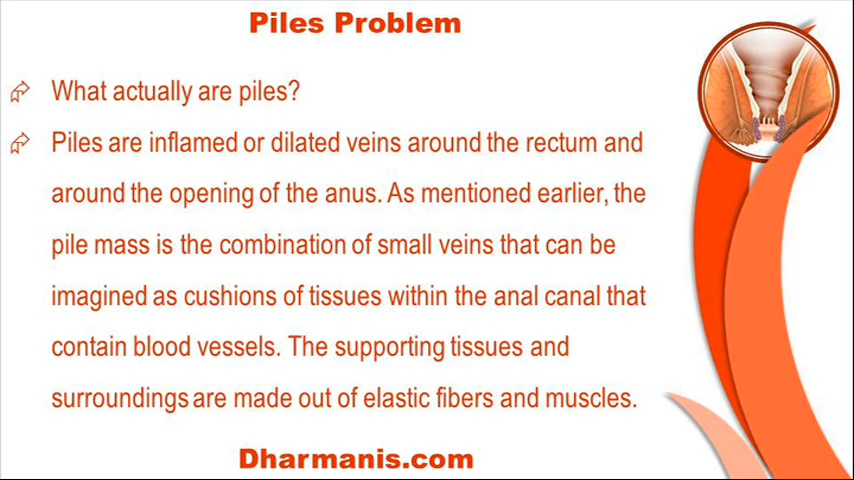 Piles Problem
What actually are piles?
Piles are inflamed or dilated veins around the rectum and
around the opening of the anus. As mentioned earlier, the
pile mass is the combination of small veins that can be
imagined as cushions of tissues within the anal canal that
contain blood vessels. The supporting tissues and
surroundings are made out of elastic fibers and muscles.
Dharmanis.com